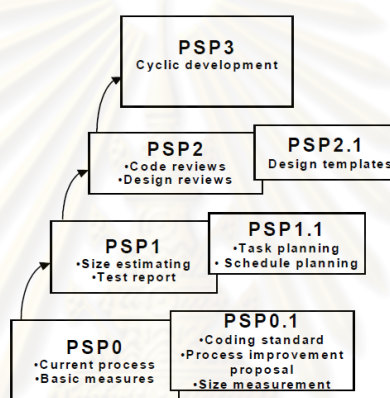 PSP3
Cyclic development
PSP2
•Code reviews
•Design reviews
PSP2.1
Design templates
PSP1
•Size estimating
•Test report
PSP1.1
•Task planning
• Schedule planning
PSP0
•Current process
•Basic measures
PSP0.1
•Coding standard
•Process improvement
proposal
•Size measurement